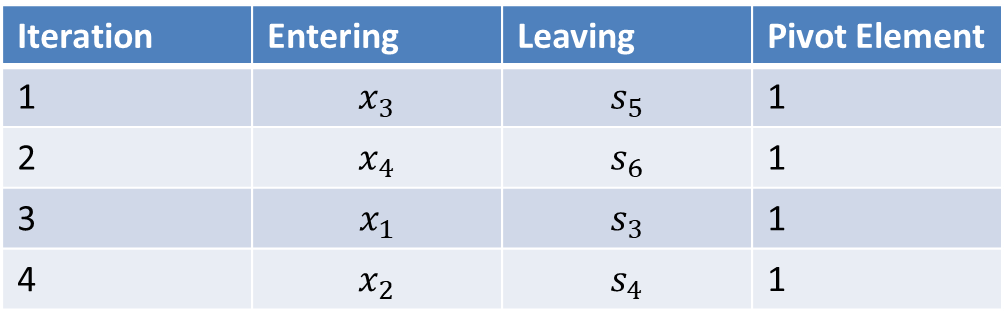 Iteration Entering Leaving Pivot Element
1 x₃ s₅ 1
2 x₄ s₆ 1
3 x₁ s₃ 1
4 x₂ s₄ 1